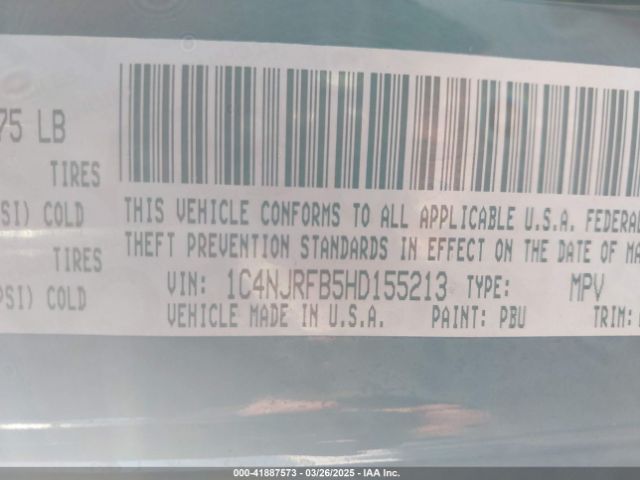 75 LB
TIRES
SI) COLD
TIRES
PSI) COLD
THIS VEHICLE CONFORMS TO ALL APPLICABLE U.S.A. FEDERAL
THEFT PREVENTION STANDARDS IN EFFECT ON THE DATE OF MA
VIN: 1C4NJRFB5HD155213 TYPE: MPV
VEHICLE MADE IN U.S.A. PAINT: PBU TRIM:
00-41887573 — 03/26/2025 — IAA Inc.